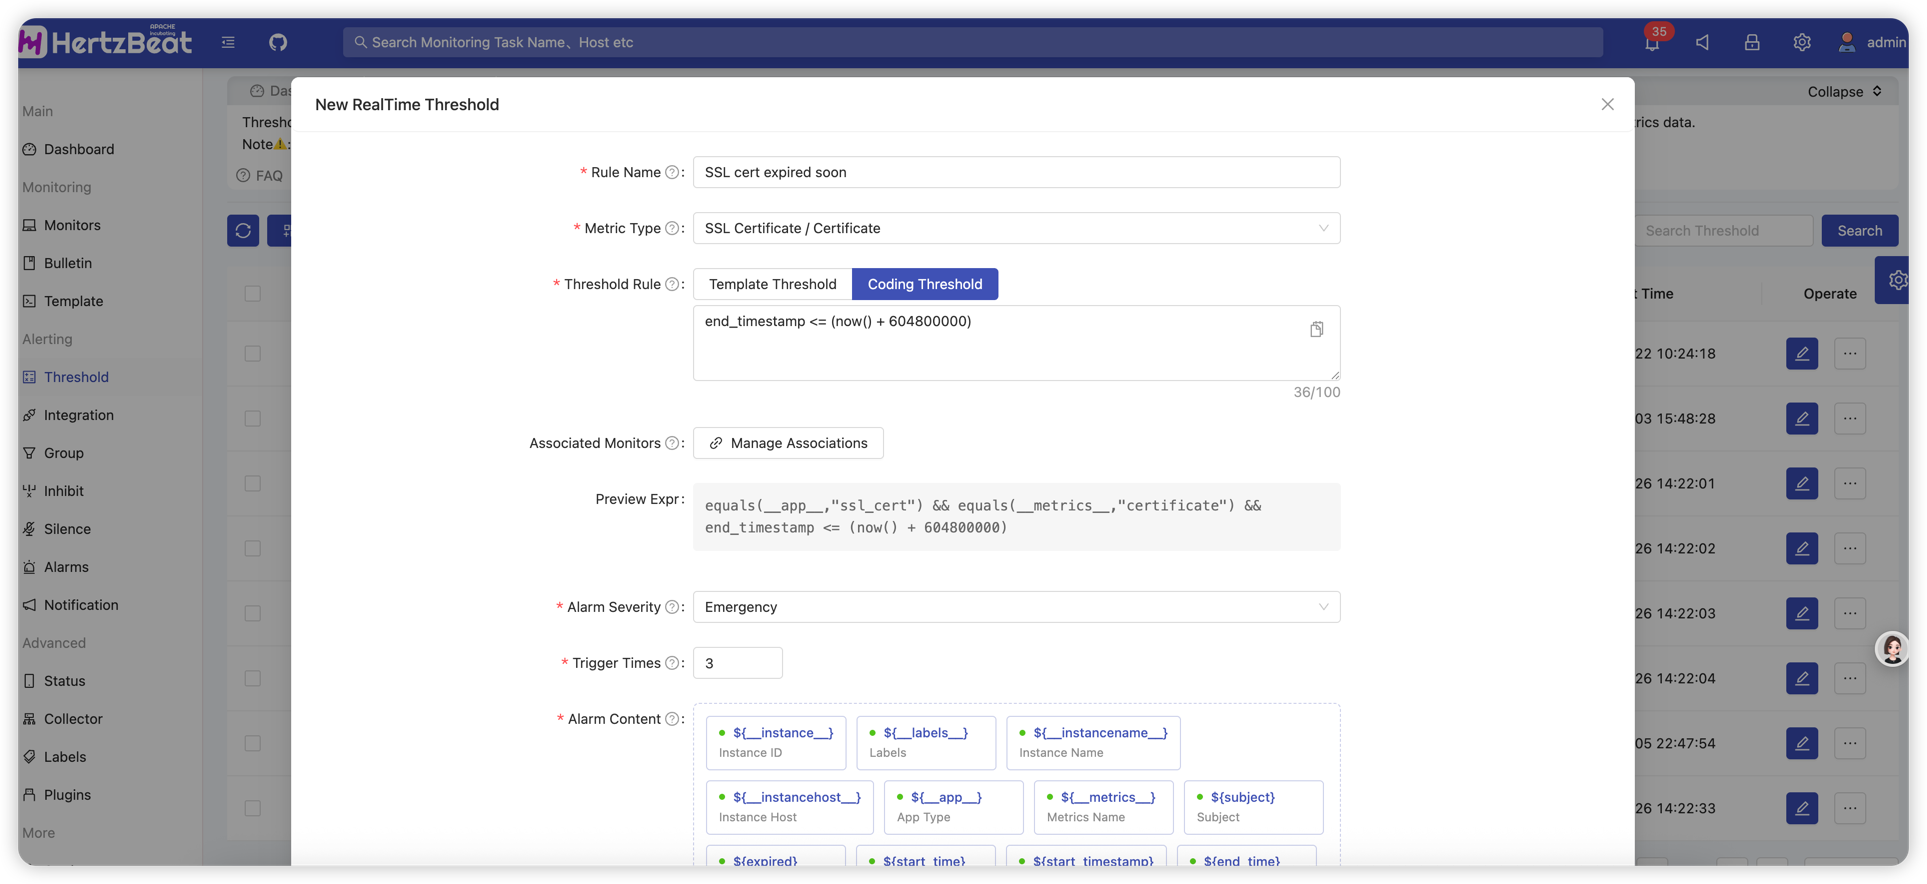 APACHE
Incubating
HertzBeat
Search Monitoring Task Name、Host etc
35
admin
Main
Dashboard
Monitoring
Monitors
Bulletin
Template
Alerting
Threshold
Integration
Group
Inhibit
Silence
Alarms
Notification
Advanced
Status
Collector
Labels
Plugins
More
Das
Collapse
Thresho
rics data.
Note⚠️:
FAQ
Search Threshold
Search
t Time
Operate
22 10:24:18
03 15:48:28
26 14:22:01
26 14:22:02
26 14:22:03
26 14:22:04
05 22:47:54
26 14:22:33
New RealTime Threshold
* Rule Name ? :
SSL cert expired soon
* Metric Type ? :
SSL Certificate / Certificate
* Threshold Rule ? :
Template Threshold
Coding Threshold
end_timestamp <= (now() + 604800000)
36/100
Associated Monitors ? :
Manage Associations
Preview Expr :
equals(__app__,"ssl_cert") && equals(__metrics__,"certificate") &&
end_timestamp <= (now() + 604800000)
* Alarm Severity ? :
Emergency
* Trigger Times ? :
3
* Alarm Content ? :
${__instance__}
Instance ID
${__labels__}
Labels
${__instancename__}
Instance Name
${__instancehost__}
Instance Host
${__app__}
App Type
${__metrics__}
Metrics Name
${subject}
Subject
${expired}
${start_time}
${start_timestamp}
${end_time}